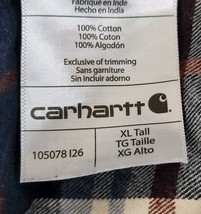 Fabriqué en Inde
Hecho en India
100% Cotton
100% Coton
100% Algodón
Exclusive of trimming
Sans garniture
Sin incluir adorno
carhartt
105078 I26
XL Tall
TG Taille
XG Alto